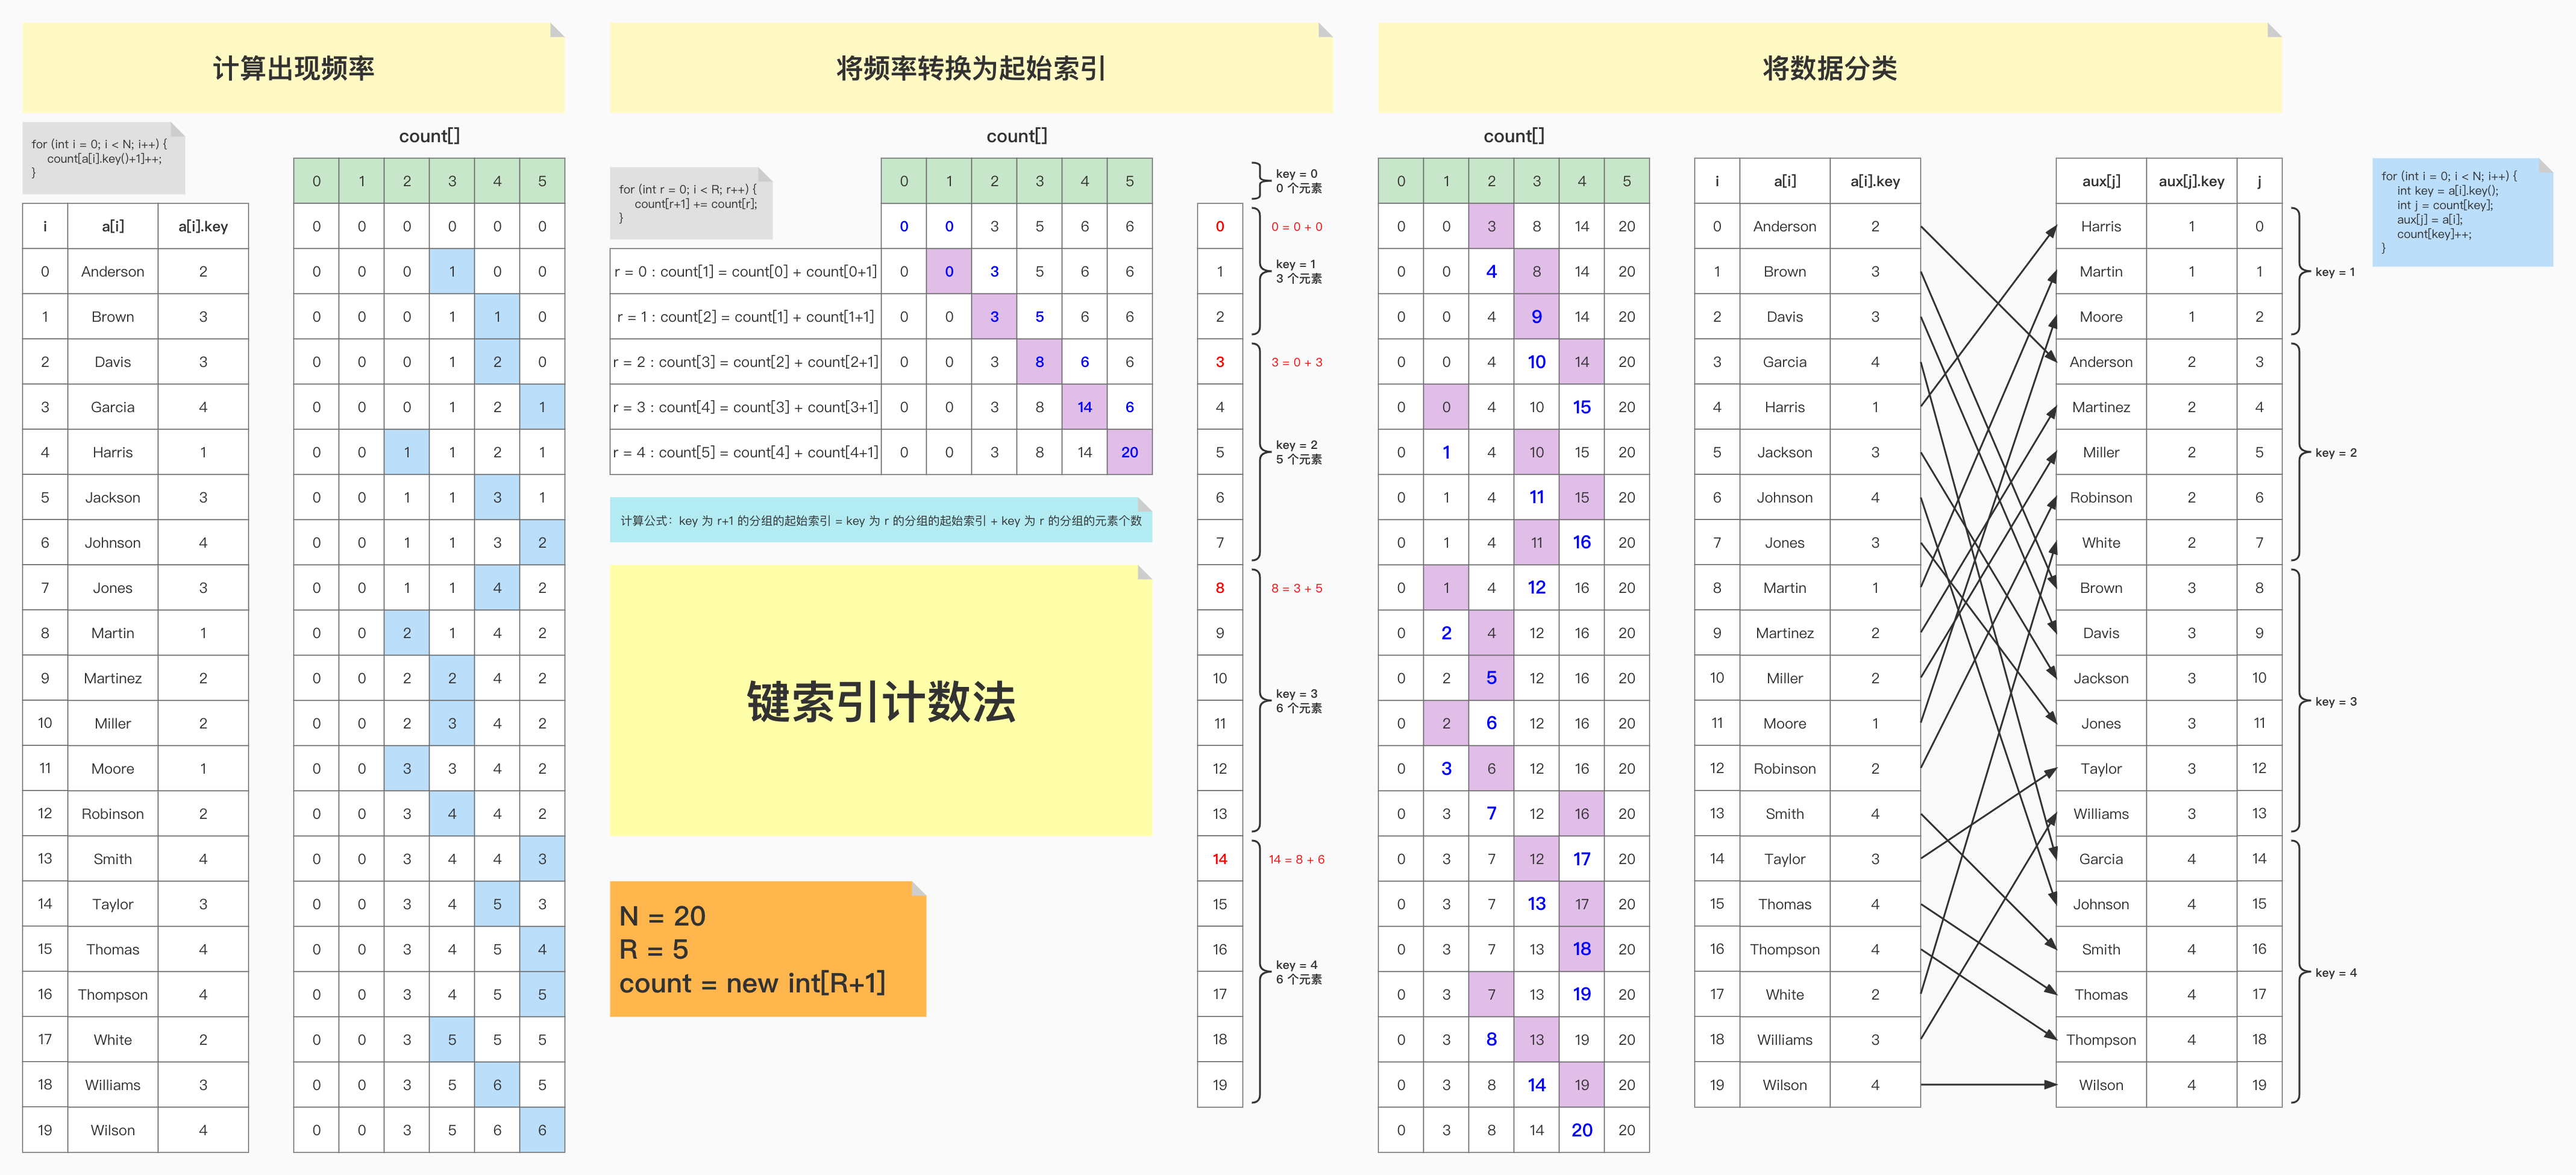 计算出现频率
for (int i = 0; i < N; i++) {
count[a[i].key()+1]++;
}
count[]
0 1 2 3 4 5
i a[i] a[i].key 0 0 0 0 0 0
0 Anderson 2 0 0 0 1 0 0
1 Brown 3 0 0 0 1 1 0
2 Davis 3 0 0 0 1 2 0
3 Garcia 4 0 0 0 1 2 1
4 Harris 1 0 0 1 1 2 1
5 Jackson 3 0 0 1 1 3 1
6 Johnson 4 0 0 1 1 3 2
7 Jones 3 0 0 1 1 4 2
8 Martin 1 0 0 2 1 4 2
9 Martinez 2 0 0 2 2 4 2
10 Miller 2 0 0 2 3 4 2
11 Moore 1 0 0 3 3 4 2
12 Robinson 2 0 0 3 4 4 2
13 Smith 4 0 0 3 4 4 3
14 Taylor 3 0 0 3 4 5 3
15 Thomas 4 0 0 3 4 5 4
16 Thompson 4 0 0 3 4 5 5
17 White 2 0 0 3 5 5 5
18 Williams 3 0 0 3 5 6 5
19 Wilson 4 0 0 3 5 6 6
将频率转换为起始索引
count[]
for (int r = 0; i < R; r++) {
count[r+1] += count[r];
}
0 1 2 3 4 5
0 0 3 5 6 6
r = 0 : count[1] = count[0] + count[0+1] 0 0 3 5 6 6
r = 1 : count[2] = count[1] + count[1+1] 0 0 3 5 6 6
r = 2 : count[3] = count[2] + count[2+1] 0 0 3 8 6 6
r = 3 : count[4] = count[3] + count[3+1] 0 0 3 8 14 6
r = 4 : count[5] = count[4] + count[4+1] 0 0 3 8 14 20
计算公式：key 为 r+1 的分组的起始索引 = key 为 r 的分组的起始索引 + key 为 r 的分组的元素个数
键索引计数法
N = 20
R = 5
count = new int[R+1]
key = 0
0 个元素
0 0 = 0 + 0
1
key = 1
3 个元素
2
3 3 = 0 + 3
4
5
key = 2
5 个元素
6
7
8 8 = 3 + 5
9
10
key = 3
6 个元素
11
12
13
14 14 = 8 + 6
15
16
key = 4
6 个元素
17
18
19
将数据分类
count[]
0 1 2 3 4 5
0 0 3 8 14 20
0 0 4 8 14 20
0 0 4 9 14 20
0 0 4 10 14 20
0 0 4 10 15 20
0 1 4 10 15 20
0 1 4 11 15 20
0 1 4 11 16 20
0 1 4 12 16 20
0 2 4 12 16 20
0 2 5 12 16 20
0 2 6 12 16 20
0 3 6 12 16 20
0 3 7 12 16 20
0 3 7 12 17 20
0 3 7 13 17 20
0 3 7 13 18 20
0 3 7 13 19 20
0 3 8 13 19 20
0 3 8 14 19 20
0 3 8 14 20 20
i a[i] a[i].key
0 Anderson 2
1 Brown 3
2 Davis 3
3 Garcia 4
4 Harris 1
5 Jackson 3
6 Johnson 4
7 Jones 3
8 Martin 1
9 Martinez 2
10 Miller 2
11 Moore 1
12 Robinson 2
13 Smith 4
14 Taylor 3
15 Thomas 4
16 Thompson 4
17 White 2
18 Williams 3
19 Wilson 4
aux[j] aux[j].key j
Harris 1 0
Martin 1 1
Moore 1 2
Anderson 2 3
Martinez 2 4
Miller 2 5
Robinson 2 6
White 2 7
Brown 3 8
Davis 3 9
Jackson 3 10
Jones 3 11
Taylor 3 12
Williams 3 13
Garcia 4 14
Johnson 4 15
Smith 4 16
Thomas 4 17
Thompson 4 18
Wilson 4 19
key = 1
key = 2
key = 3
key = 4
for (int i = 0; i < N; i++) {
int key = a[i].key();
int j = count[key];
aux[j] = a[i];
count[key]++;
}